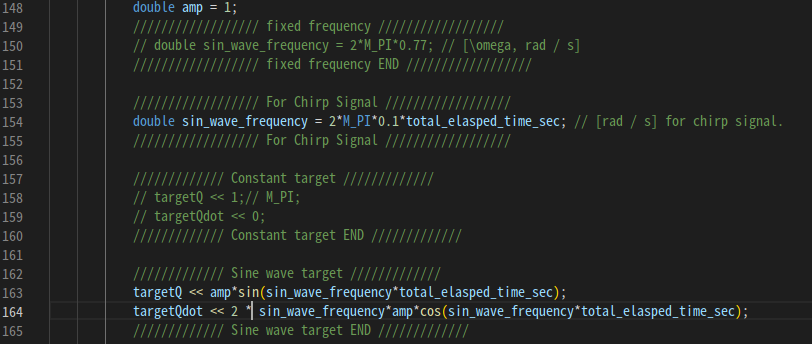 148 double amp = 1;
149 ////////////////// fixed frequency //////////////////
150 // double sin_wave_frequency = 2*M_PI*0.77; // [\omega, rad / s]
151 ////////////////// fixed frequency END //////////////////
152
153 ////////////////// For Chirp Signal //////////////////
154 double sin_wave_frequency = 2*M_PI*0.1*total_elasped_time_sec; // [rad / s] for chirp signal.
155 ////////////////// For Chirp Signal //////////////////
156
157 ///////////// Constant target /////////////
158 // targetQ << 1;// M_PI;
159 // targetQdot << 0;
160 ///////////// Constant target END /////////////
161
162 ///////////// Sine wave target /////////////
163 targetQ << amp*sin(sin_wave_frequency*total_elasped_time_sec);
164 targetQdot << 2 * sin_wave_frequency*amp*cos(sin_wave_frequency*total_elasped_time_sec);
165 ///////////// Sine wave target END /////////////